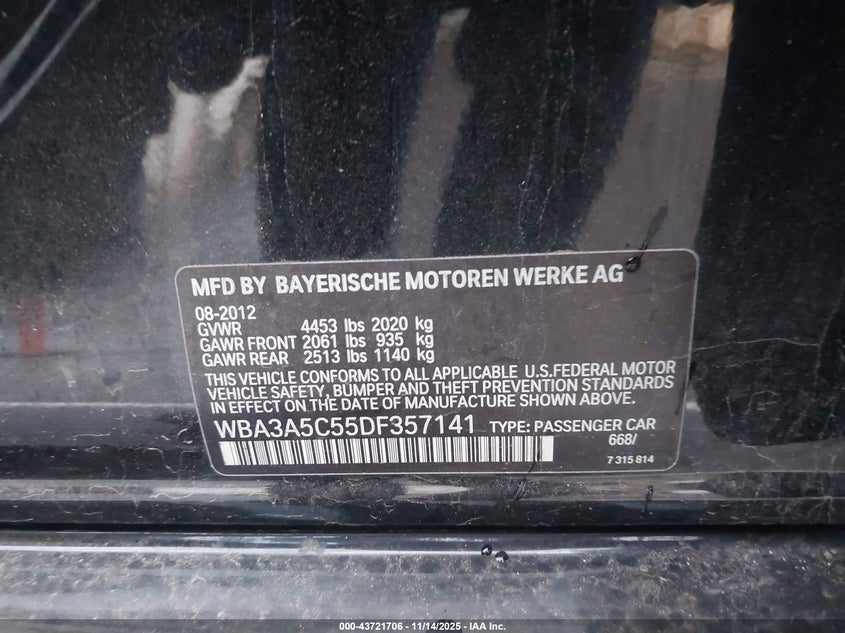 MFD BY BAYERISCHE MOTOREN WERKE AG
08-2012
GVWR 4453 lbs 2020 kg
GAWR FRONT 2061 lbs 935 kg
GAWR REAR 2513 lbs 1140 kg
THIS VEHICLE CONFORMS TO ALL APPLICABLE U.S.FEDERAL MOTOR
VEHICLE SAFETY, BUMPER AND THEFT PREVENTION STANDARDS
IN EFFECT ON THE DATE OF MANUFACTURE SHOWN ABOVE.
WBA3A5C55DF357141 TYPE: PASSENGER CAR
668/
7 315 814
000-43721706 - 11/14/2025 - IAA Inc.